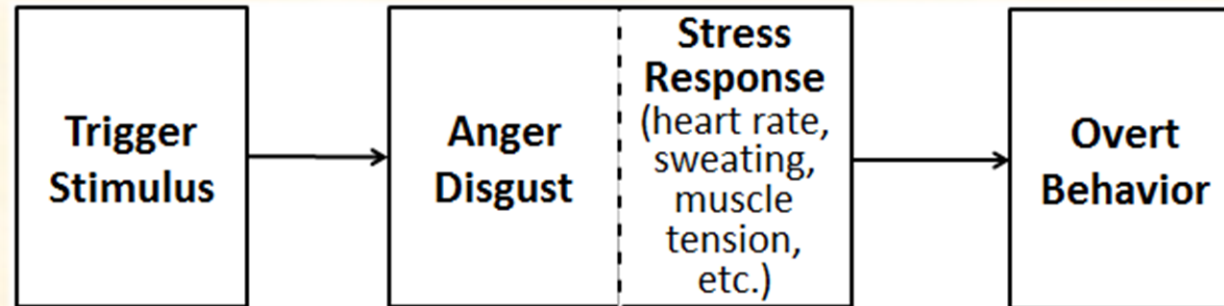 Trigger
Stimulus
Anger
Disgust
Stress
Response
(heart rate,
sweating,
muscle
tension,
etc.)
Overt
Behavior